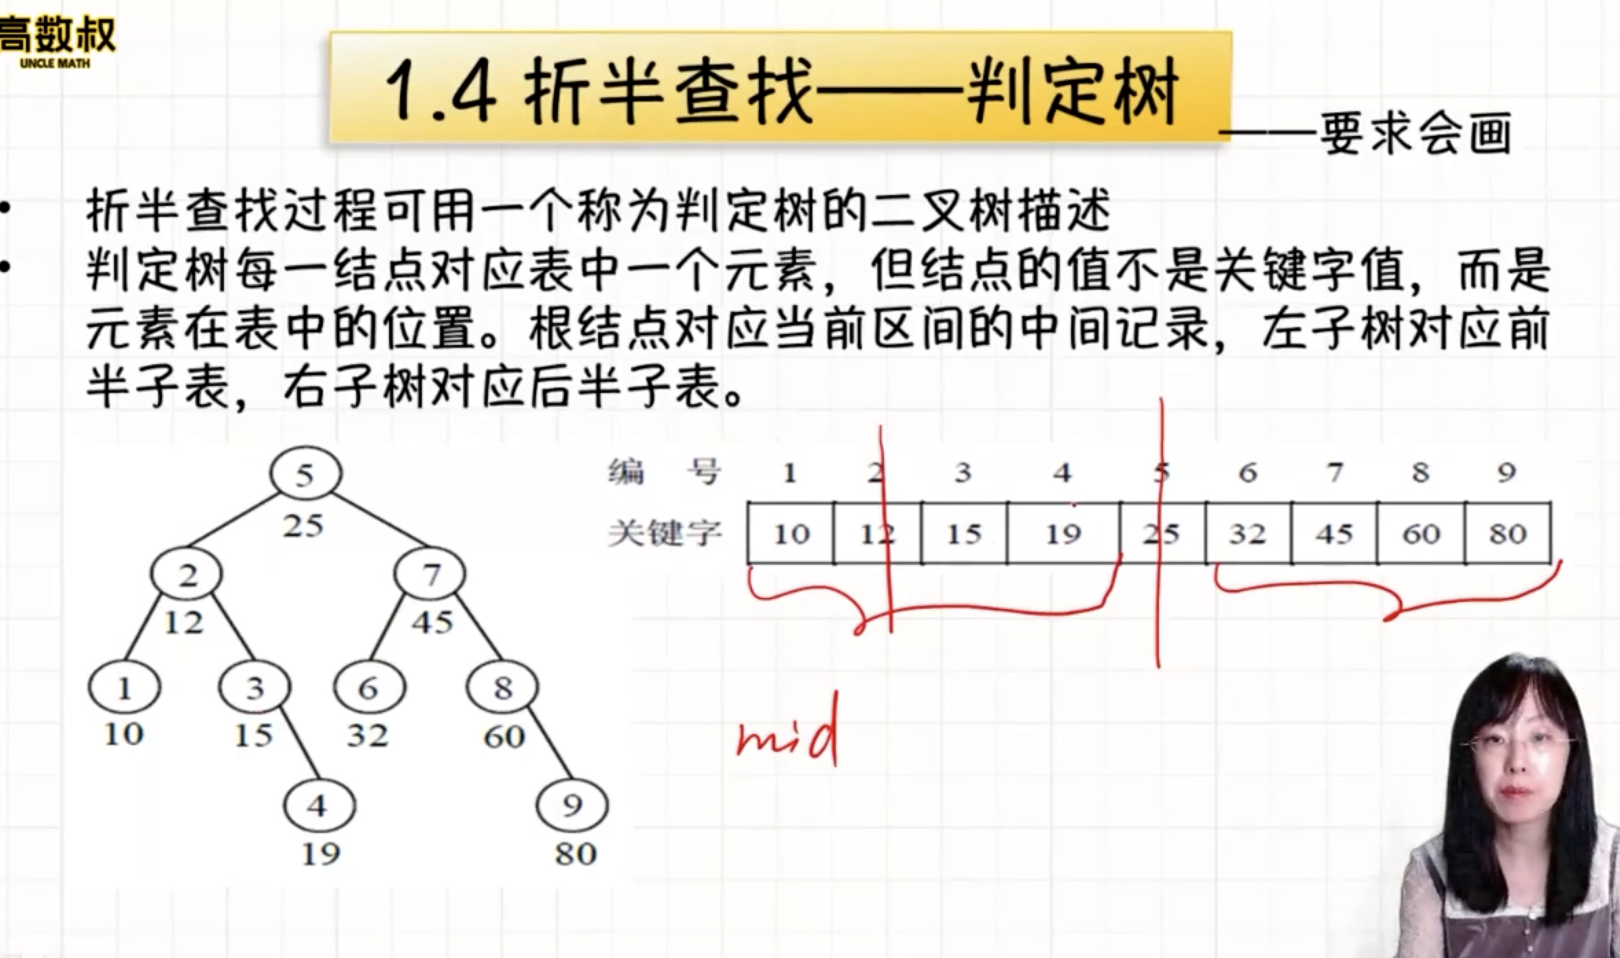 高数叔
UNCLE MATH
1.4 折半查找——判定树
——要求会画
• 折半查找过程可用一个称为判定树的二叉树描述
• 判定树每一结点对应表中一个元素，但结点的值不是关键字值，而是
元素在表中的位置。根结点对应当前区间的中间记录，左子树对应前
半子表，右子树对应后半子表。
5
25
2 7
12 45
1 3 6 8
10 15 32 60
4 9
19 80
编 号 1 2 3 4 5 6 7 8 9
关键字 10 12 15 19 25 32 45 60 80
mid